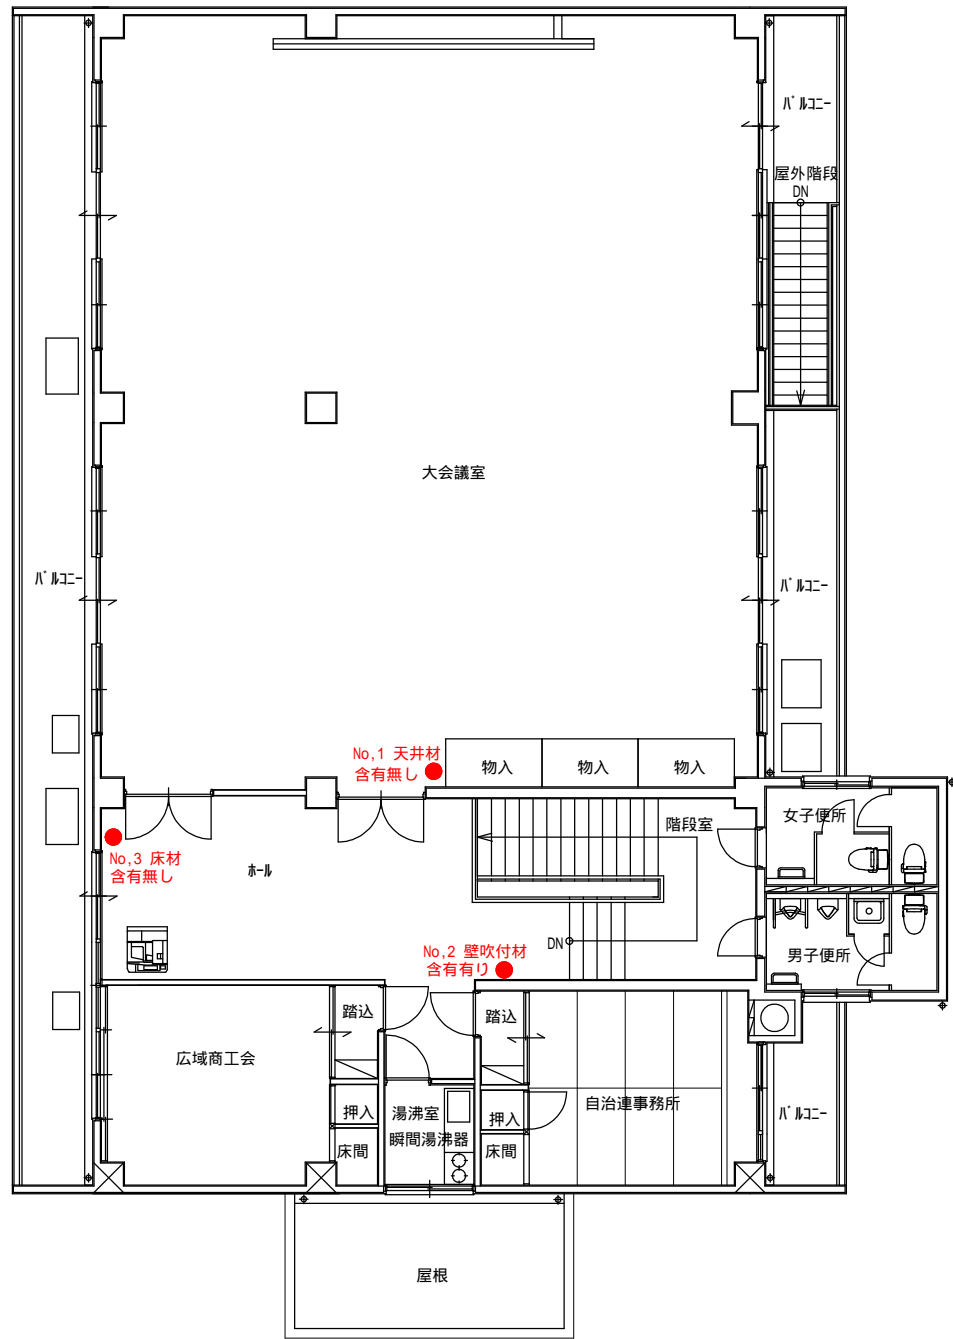 バルコニー
屋外階段
DN
大会議室
バルコニー
バルコニー
No,1 天井材
含有無し
物入
物入
物入
階段室
女子便所
No,3 床材
含有無し
ホール
No,2 壁吹付材
含有有り
DN
男子便所
踏込
踏込
広域商工会
自治連事務所
押入
湯沸室
押入
バルコニー
瞬間湯沸器
床間
床間
屋根